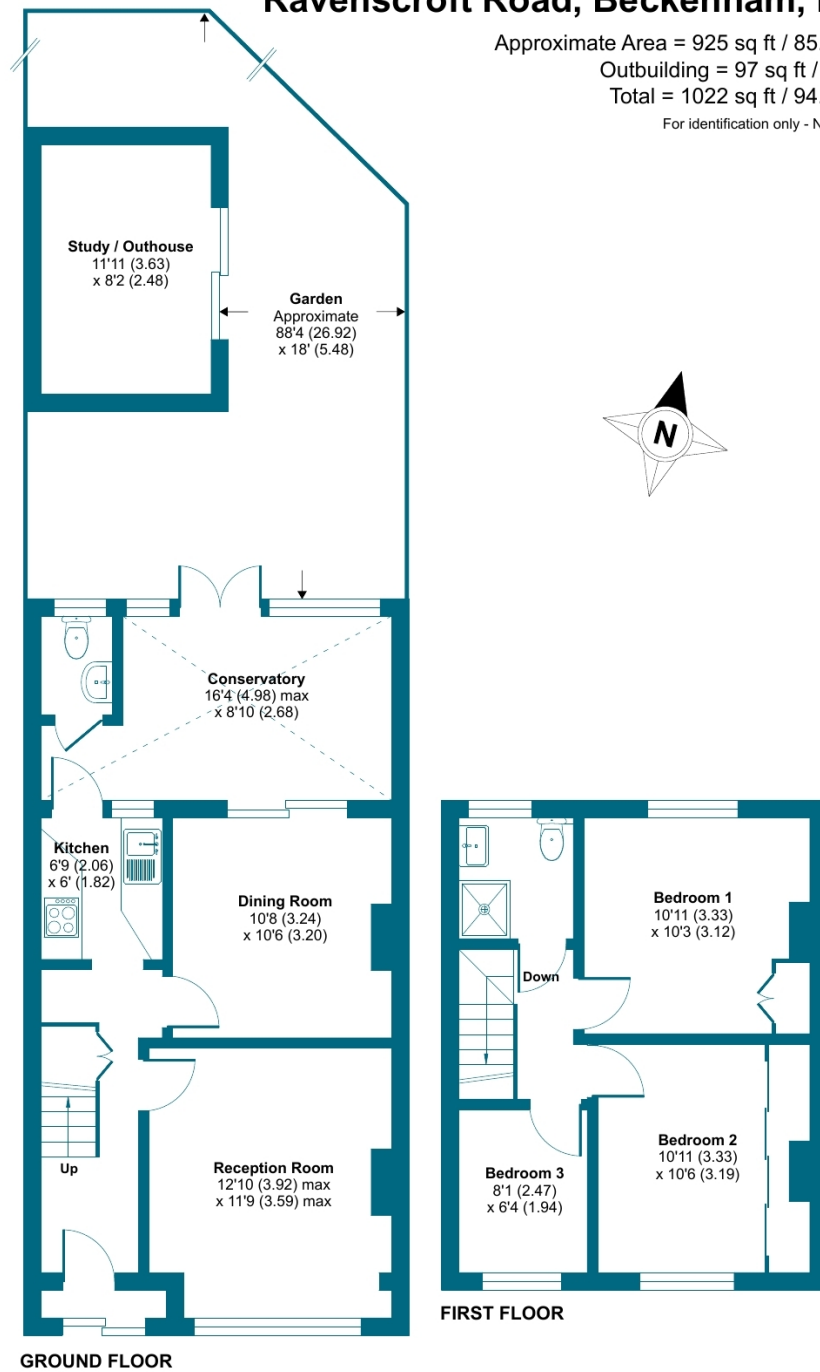 Ravenscroft Road, Beckenham,
Approximate Area = 925 sq ft / 85.
Outbuilding = 97 sq ft /
Total = 1022 sq ft / 94.
For identification only - N
Study / Outhouse
11'11 (3.63)
x 8'2 (2.48)
Garden
Approximate
88'4 (26.92)
x 18' (5.48)
N
Conservatory
16'4 (4.98) max
x 8'10 (2.68)
Kitchen
6'9 (2.06)
x 6' (1.82)
Dining Room
10'8 (3.24)
x 10'6 (3.20)
Up
Reception Room
12'10 (3.92) max
x 11'9 (3.59) max
GROUND FLOOR
Bedroom 1
10'11 (3.33)
x 10'3 (3.12)
Down
Bedroom 2
10'11 (3.33)
x 10'6 (3.19)
Bedroom 3
8'1 (2.47)
x 6'4 (1.94)
FIRST FLOOR